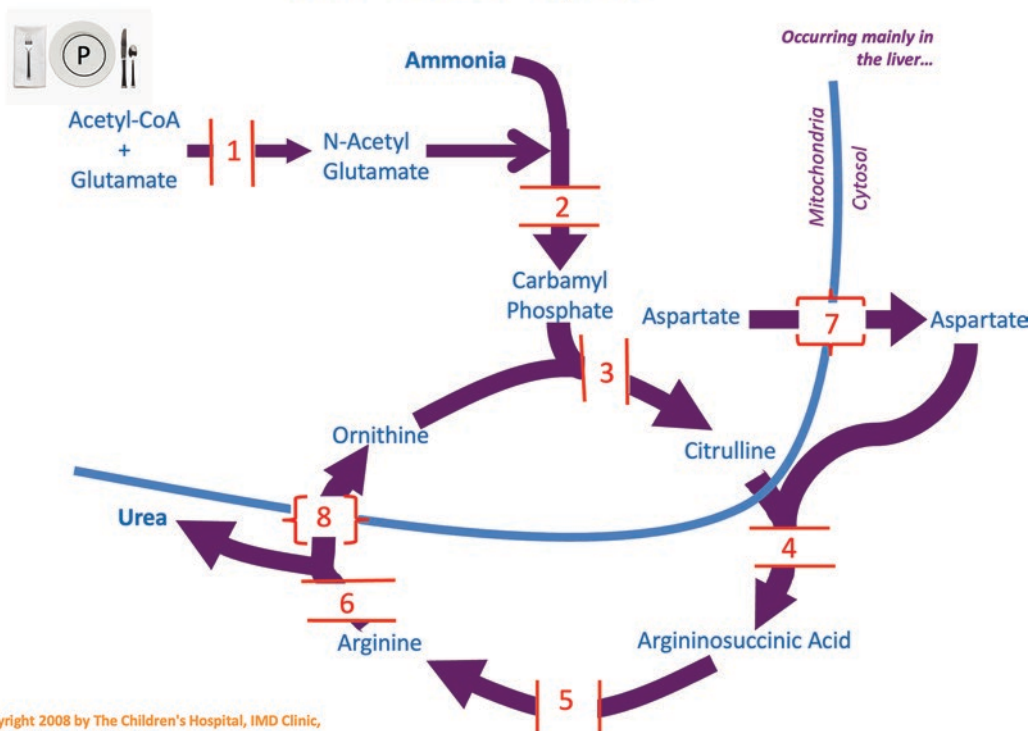 P
Occurring mainly in
the liver…
Ammonia
Acetyl-CoA
+
Glutamate
1
N-Acetyl
Glutamate
2
Mitochondria
Cytosol
Carbamyl
Phosphate
Aspartate
7
Aspartate
3
Ornithine
Citrulline
Urea
8
4
6
Arginine
Argininosuccinic Acid
5
yright 2008 by The Children's Hospital, IMD Clinic,